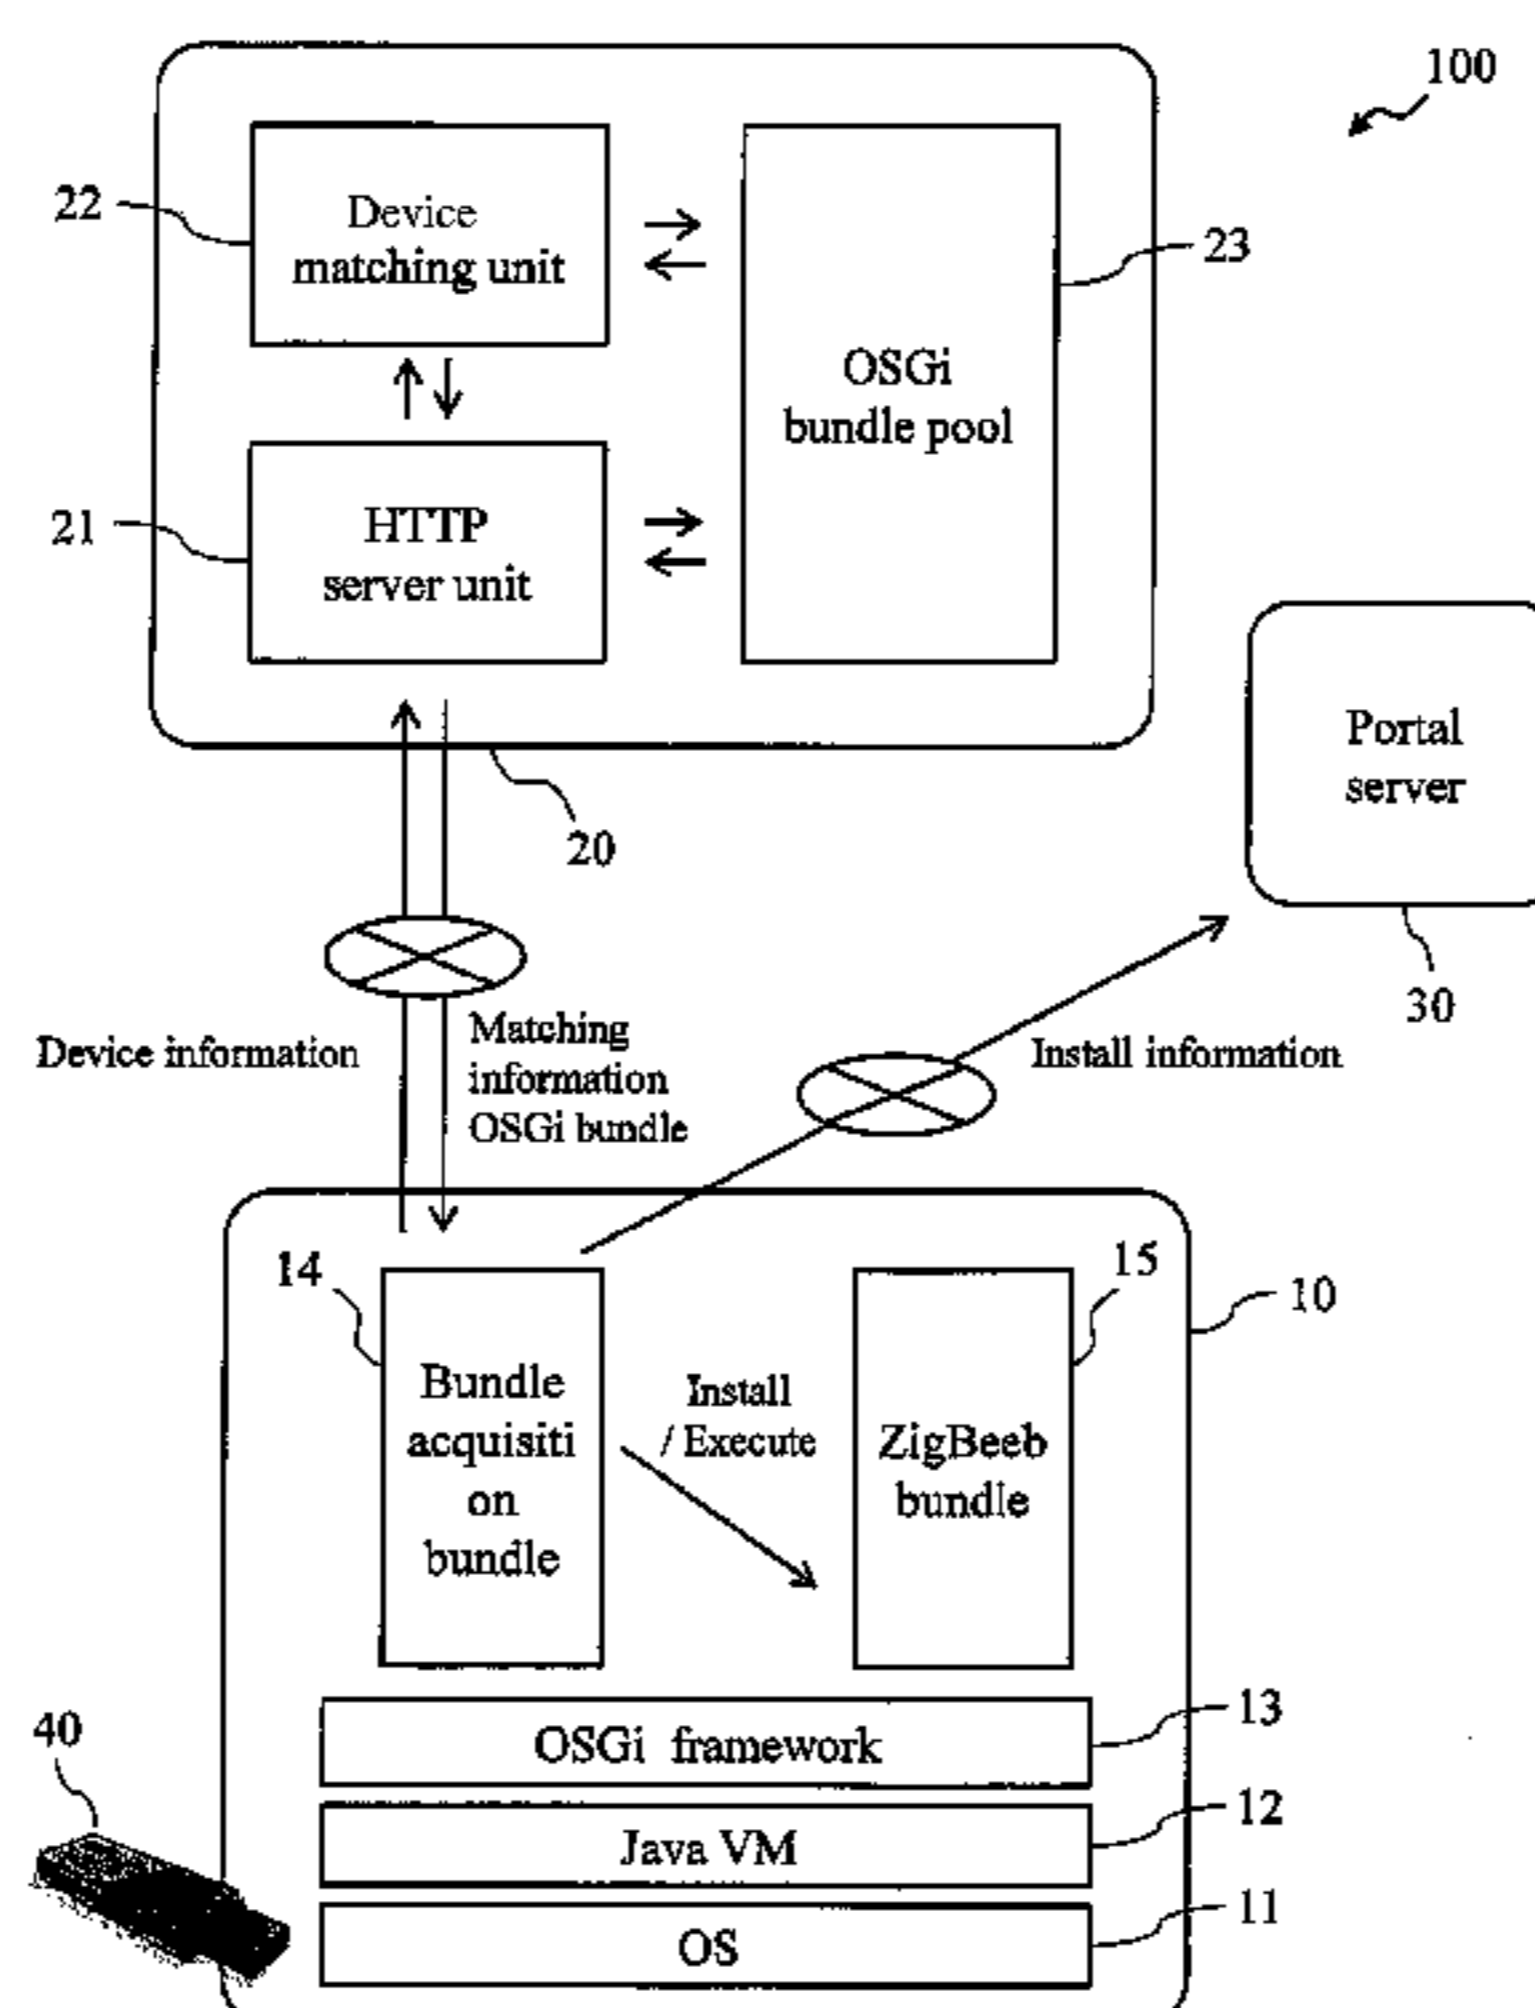 100
22
Device
matching unit
23
OSGi
bundle pool
21
HTTP
server unit
Portal
server
20
30
Device information
Matching
information
OSGi bundle
Install information
14
15
10
Bundle
acquisiti
on
bundle
Install
/ Execute
ZigBeeb
bundle
40
OSGi framework
13
Java VM
12
OS
11